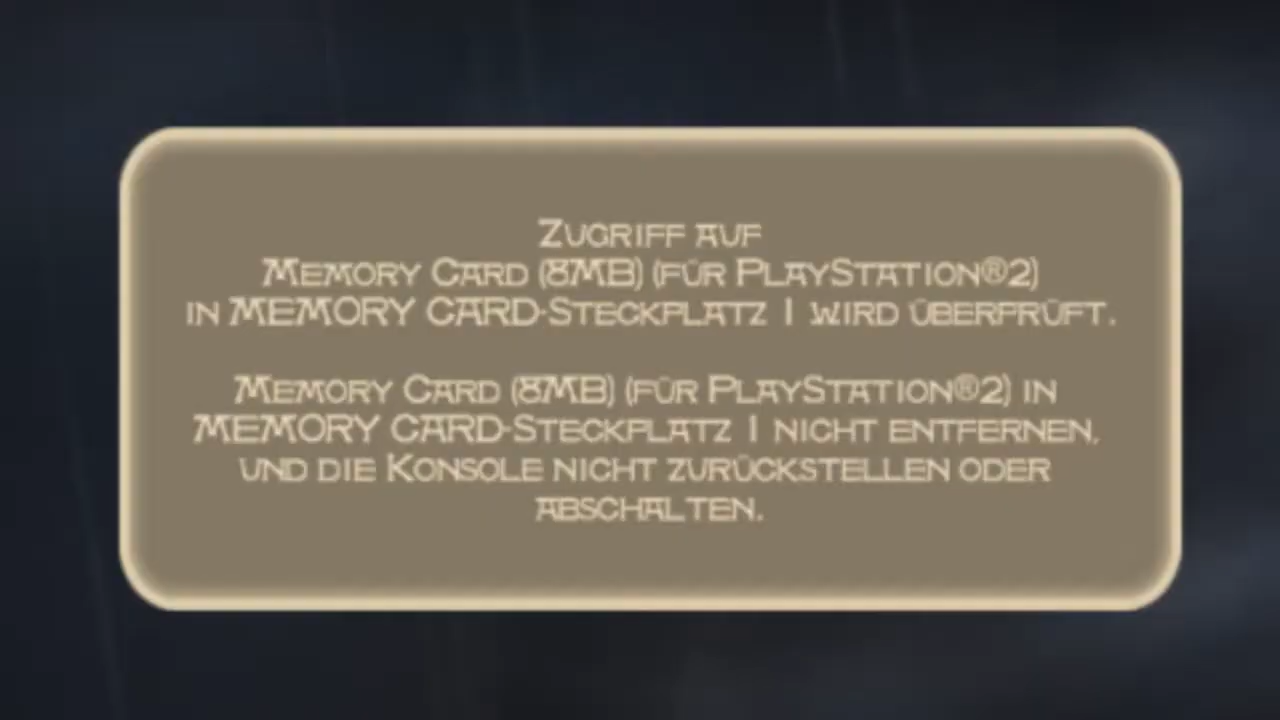 Zugriff auf
Memory Card (8MB) (für PlayStation®2)
in MEMORY CARD-Steckplatz 1 wird überprüft.
Memory Card (8MB) (für PlayStation®2) in
MEMORY CARD-Steckplatz 1 nicht entfernen,
und die Konsole nicht zurückstellen oder
abschalten.